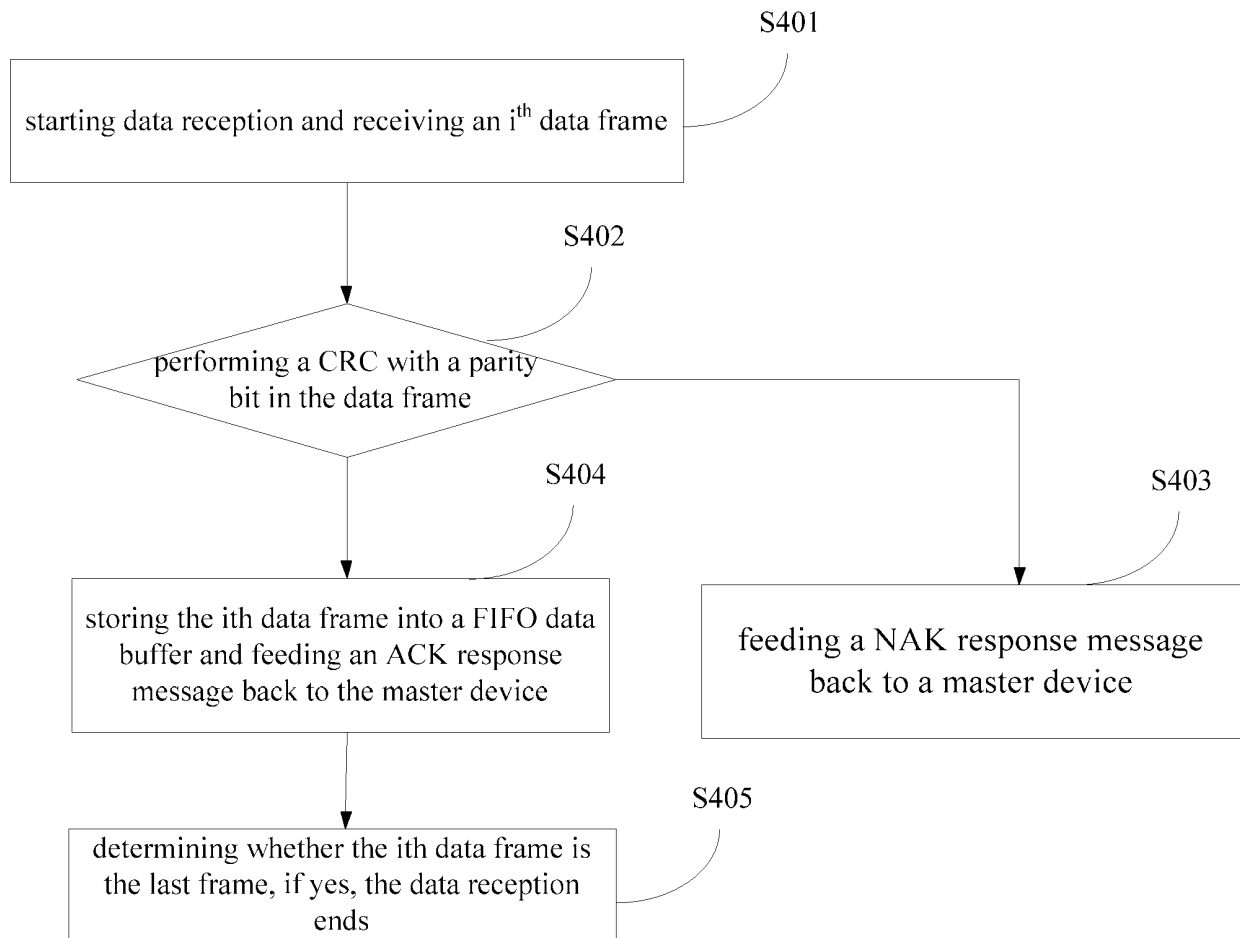 S401
starting data reception and receiving an ith data frame
S402
performing a CRC with a parity
bit in the data frame
S404
storing the ith data frame into a FIFO data
buffer and feeding an ACK response
message back to the master device
S403
feeding a NAK response message
back to a master device
S405
determining whether the ith data frame is
the last frame, if yes, the data reception
ends